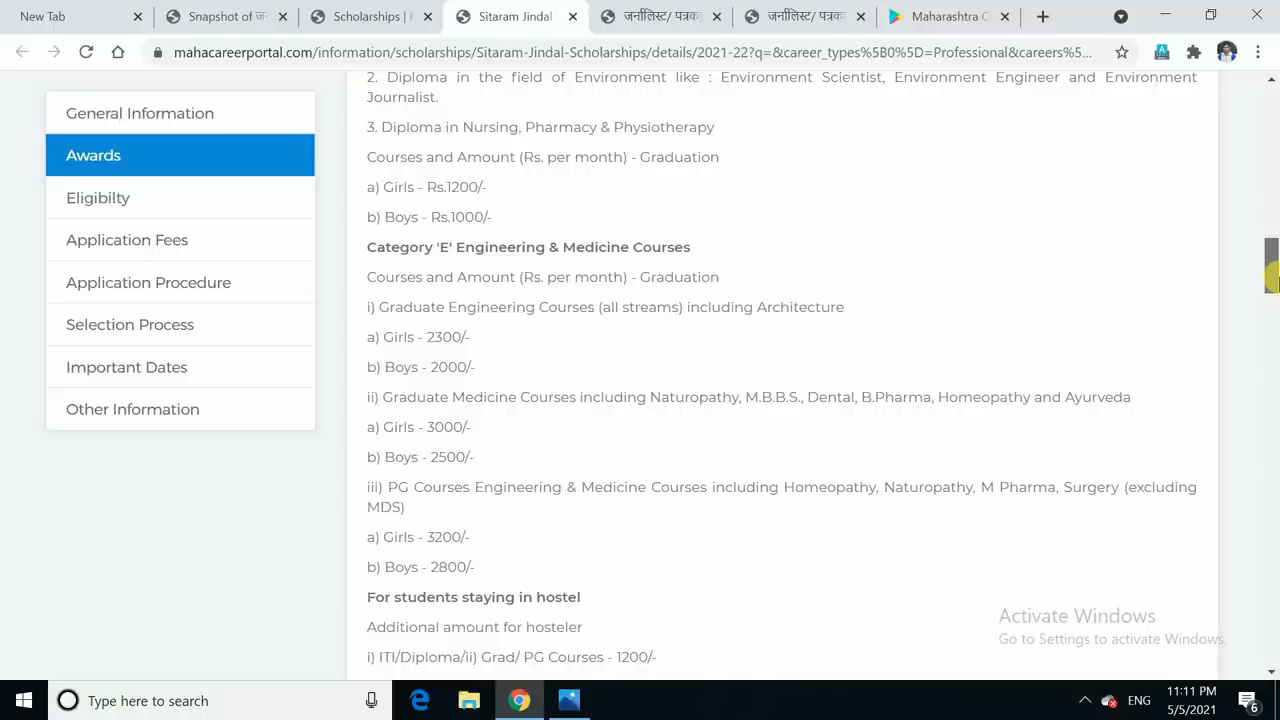 New Tab
Snapshot of जन
Scholarships |
Sitaram Jindal
जर्नालिस्ट/ पत्रका
जर्नालिस्ट/ पत्रका
Maharashtra C
mahacareerportal.com/information/scholarships/Sitaram-Jindal-Scholarships/details/2021-22?q=&career_types%5B0%5D=Professional&careers%5...
General Information
Awards
Eligibilty
Application Fees
Application Procedure
Selection Process
Important Dates
Other Information
2. Diploma in the field of Environment like : Environment Scientist, Environment Engineer and Environment
Journalist.
3. Diploma in Nursing, Pharmacy & Physiotherapy
Courses and Amount (Rs. per month) - Graduation
a) Girls - Rs.1200/-
b) Boys - Rs.1000/-
Category 'E' Engineering & Medicine Courses
Courses and Amount (Rs. per month) - Graduation
i) Graduate Engineering Courses (all streams) including Architecture
a) Girls - 2300/-
b) Boys - 2000/-
ii) Graduate Medicine Courses including Naturopathy, M.B.B.S., Dental, B.Pharma, Homeopathy and Ayurveda
a) Girls - 3000/-
b) Boys - 2500/-
iii) PG Courses Engineering & Medicine Courses including Homeopathy, Naturopathy, M Pharma, Surgery (excluding
MDS)
a) Girls - 3200/-
b) Boys - 2800/-
For students staying in hostel
Additional amount for hosteler
i) ITI/Diploma/ii) Grad/ PG Courses - 1200/-
Activate Windows
Go to Settings to activate Windows.
Type here to search
ENG
11:11 PM
5/5/2021
6